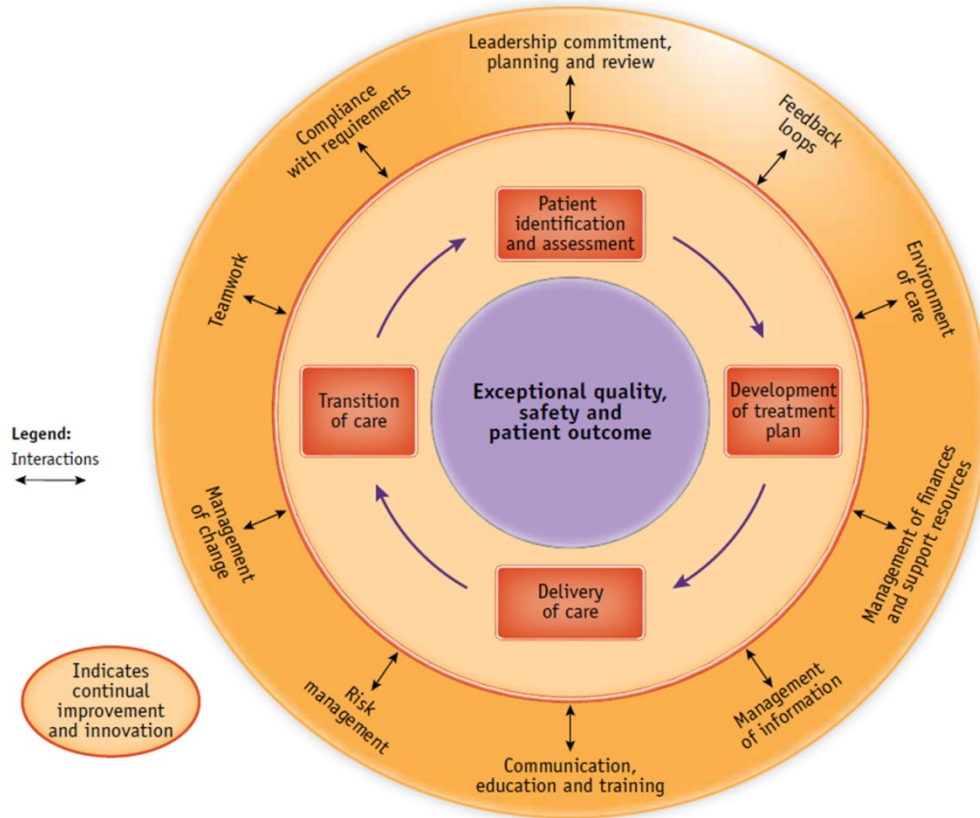 Leadership commitment,
planning and review
Feedback
loops
Environment
of care
Management of finances
and support resources
Management
of information
Communication,
education and training
Risk
management
Management
of change
Teamwork
Compliance
with requirements
Patient
identification
and assessment
Development
of treatment
plan
Delivery
of care
Transition
of care
Exceptional quality,
safety and
patient outcome
Legend:
Interactions
Indicates
continual
improvement
and innovation